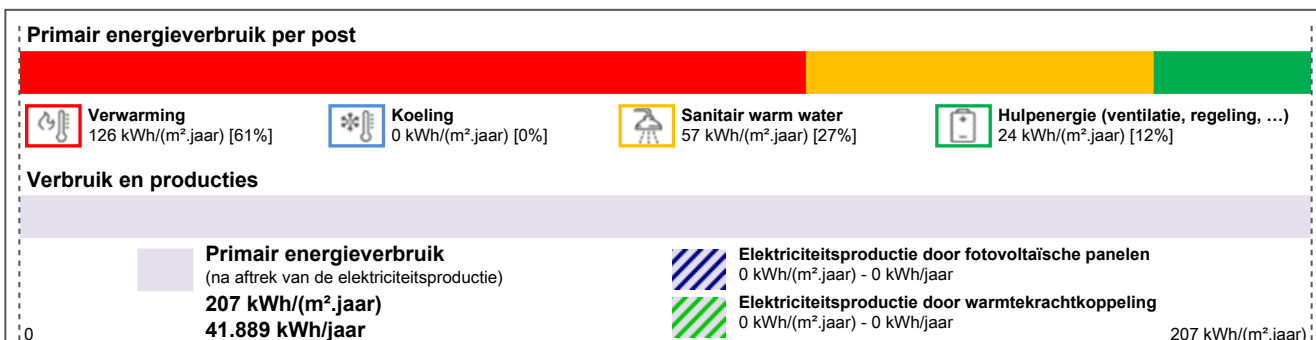 Primair energieverbruik per post
Verwarming
126 kWh/(m².jaar) [61%]
Koeling
0 kWh/(m².jaar) [0%]
Sanitair warm water
57 kWh/(m².jaar) [27%]
Hulpenergie (ventilatie, regeling, …)
24 kWh/(m².jaar) [12%]
Verbruik en producties
Primair energieverbruik
(na aftrek van de elektriciteitsproductie)
207 kWh/(m².jaar)
41.889 kWh/jaar
Elektriciteitsproductie door fotovoltaïsche panelen
0 kWh/(m².jaar) - 0 kWh/jaar
Elektriciteitsproductie door warmtekrachtkoppeling
0 kWh/(m².jaar) - 0 kWh/jaar
0
207 kWh/(m².jaar)